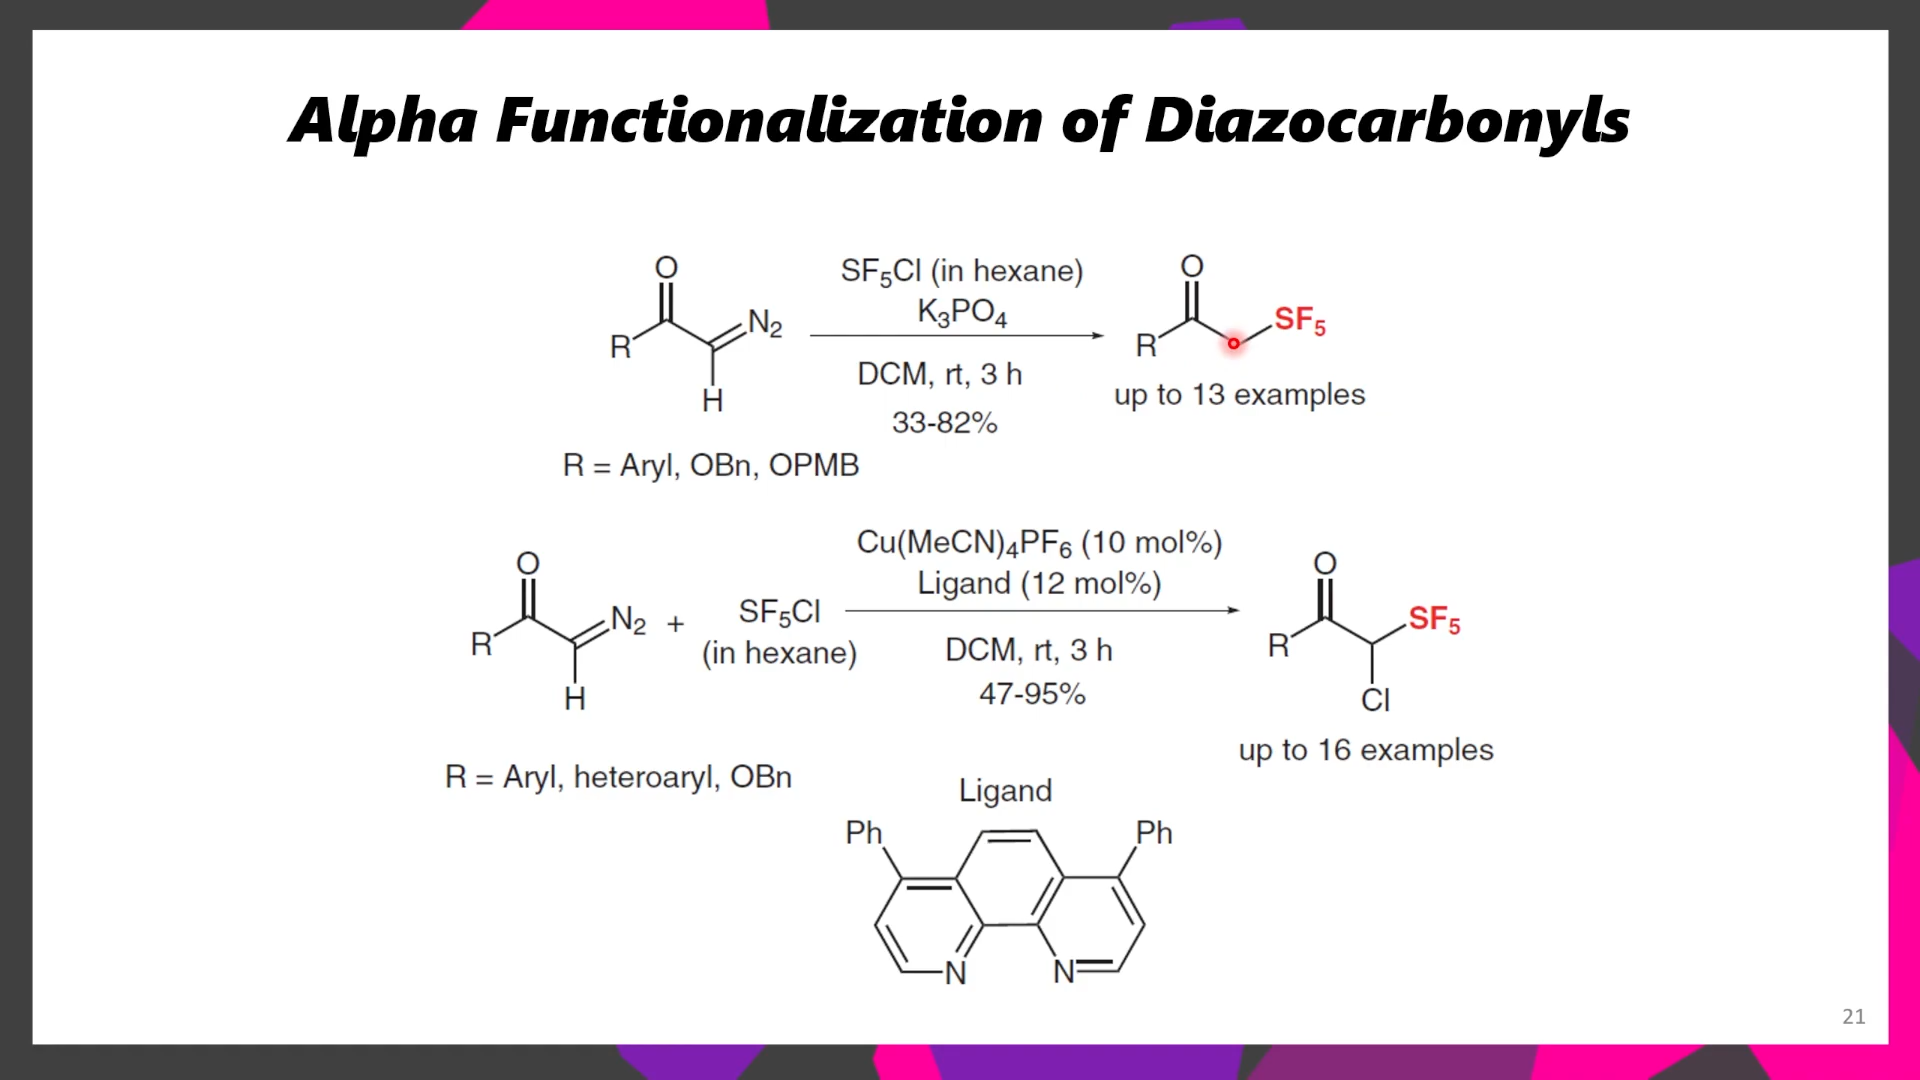 Alpha Functionalization of Diazocarbonyls
O
R
N2
H
SF5Cl (in hexane)
K3PO4
DCM, rt, 3 h
33-82%
O
R
SF5
up to 13 examples
R = Aryl, OBn, OPMB
O
R
N2
H
+
SF5Cl
(in hexane)
Cu(MeCN)4PF6 (10 mol%)
Ligand (12 mol%)
DCM, rt, 3 h
47-95%
O
R
SF5
Cl
up to 16 examples
R = Aryl, heteroaryl, OBn
Ligand
Ph
Ph
N
N
21